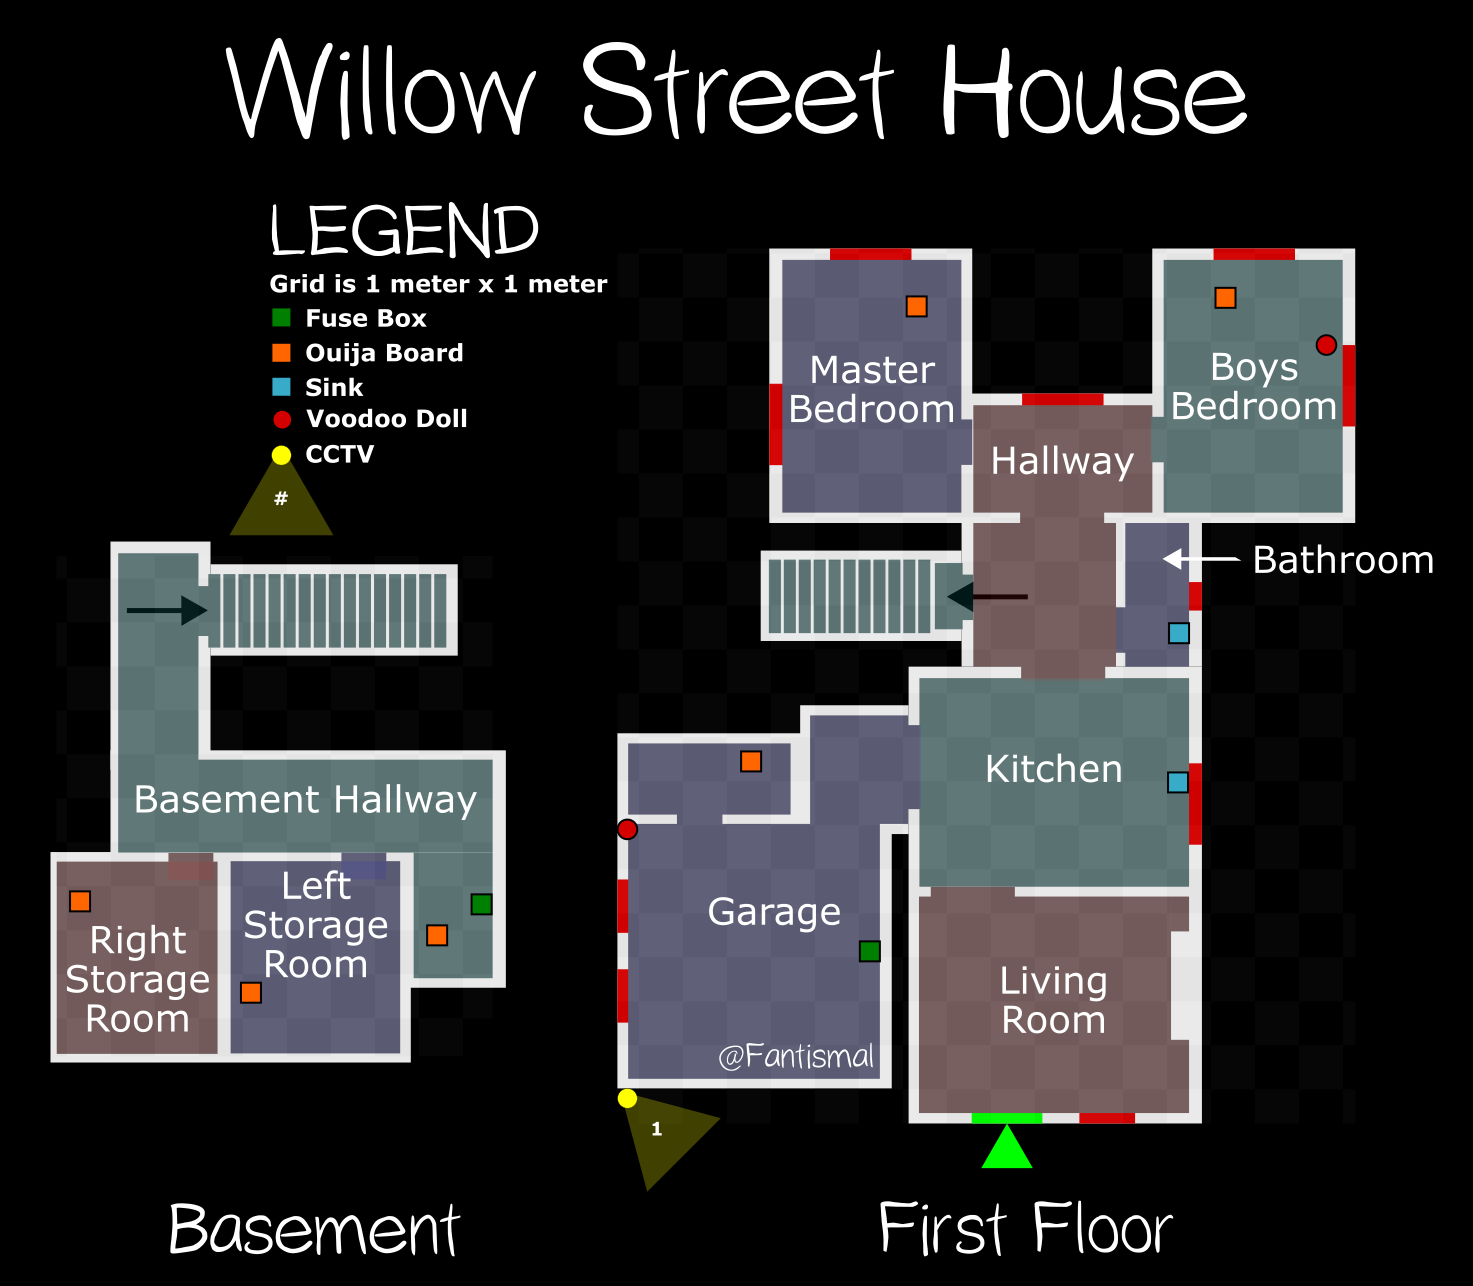 Willow Street House
LEGEND
Grid is 1 meter x 1 meter
Fuse Box
Ouija Board
Sink
Voodoo Doll
CCTV
#
Master
Bedroom
Boys
Bedroom
Hallway
Bathroom
Kitchen
Garage
Living
Room
@Fantismal
1
Basement Hallway
Left
Storage
Room
Right
Storage
Room
Basement
First Floor